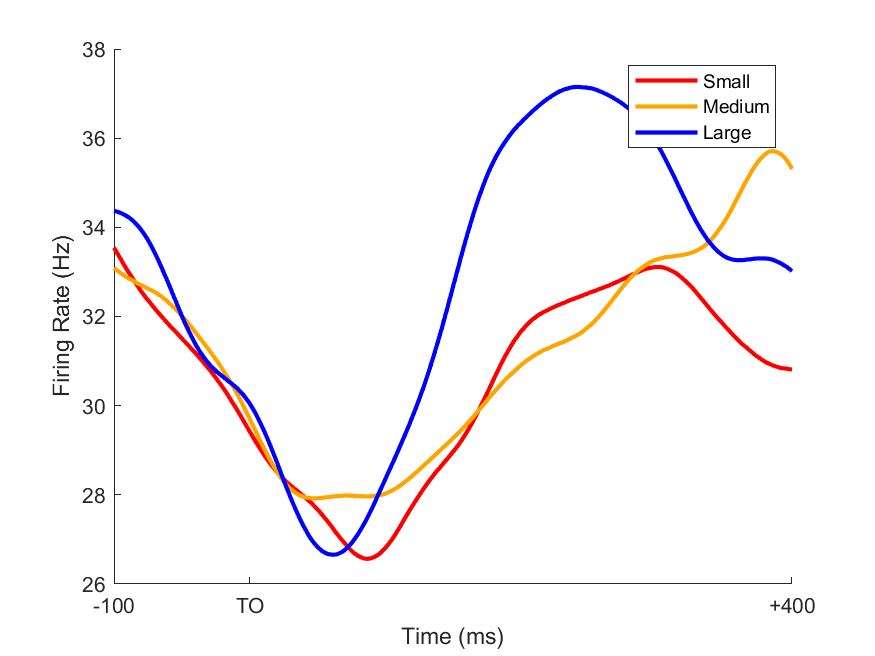 38
36
34
32
30
28
26
Firing Rate (Hz)
Small
Medium
Large
-100
TO
+400
Time (ms)